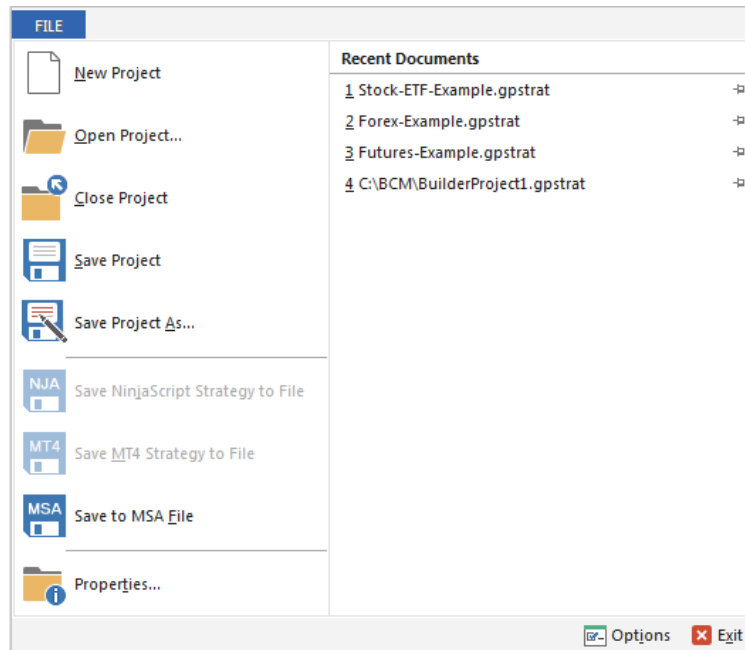 FILE
New Project
Open Project...
Close Project
Save Project
Save Project As...
NJA
Save NinjaScript Strategy to File
MT4
Save MT4 Strategy to File
MSA
Save to MSA File
Properties...
Recent Documents
1 Stock-ETF-Example.gpstrat
2 Forex-Example.gpstrat
3 Futures-Example.gpstrat
4 C:\BCM\BuilderProject1.gpstrat
Options
Exit